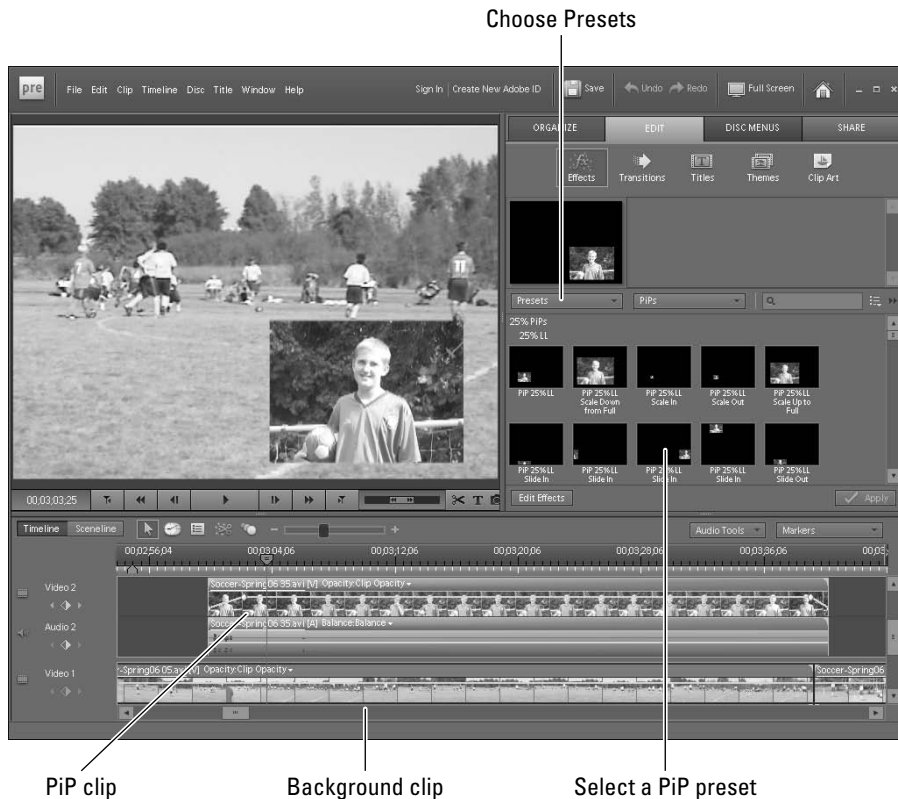 Choose Presets
pre File Edit Clip Timeline Disc Title Window Help Sign In | Create New Adobe ID Save Undo Redo Full Screen
ORGANIZE EDIT DISC MENUS SHARE
Effects Transitions Titles Themes Clip Art
Presets PiPs
25% PiPs
25% LL
PiP 25% LL
PiP 25% LL Scale Down from Full
PiP 25% LL Scale In
PiP 25% LL Scale Out
PiP 25% LL Scale Up to Full
PiP 25% LL Slide In
PiP 25% LL Slide In
PiP 25% LL Slide In
PiP 25% LL Slide In
PiP 25% LL Slide Out
00;03;03;25 T Edit Effects Apply
Timeline Sceneline Audio Tools Markers
00;02;56;04 00;03;04;06 00;03;12;06 00;03;20;06 00;03;28;06 00;03;36;06 00;03;
Video 2 Soccer-Spring06 35.avi [V] Opacity:Clip Opacity
Audio 2 Soccer-Spring06 35.avi [A] Balance:Balance
Video 1 r-Spring06 05.avi [V] Opacity:Clip Opacity Soccer-Spring06
PiP clip Background clip Select a PiP preset